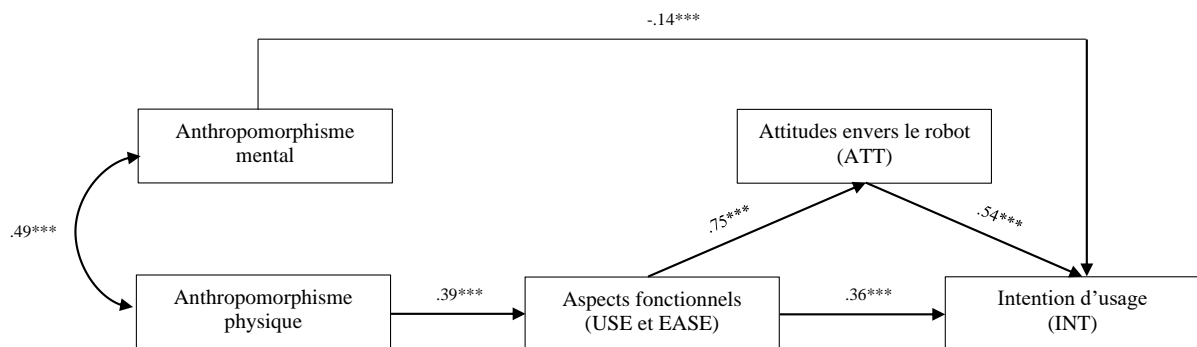 -.14***
Anthropomorphisme
mental
Attitudes envers le robot
(ATT)
.49***
.75***
.54***
Anthropomorphisme
physique
.39***
Aspects fonctionnels
(USE et EASE)
.36***
Intention d’usage
(INT)